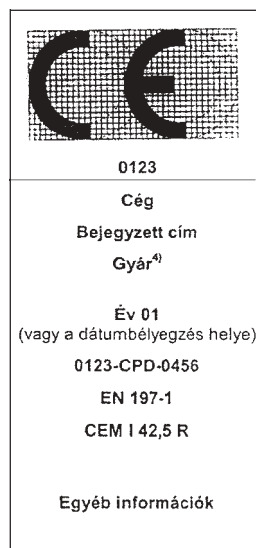 CE
0123
Cég
Bejegyzett cím
Gyár⁴⁾
Év 01
(vagy a dátumbélyegzés helye)
0123-CPD-0456
EN 197-1
CEM I 42,5 R
Egyéb információk